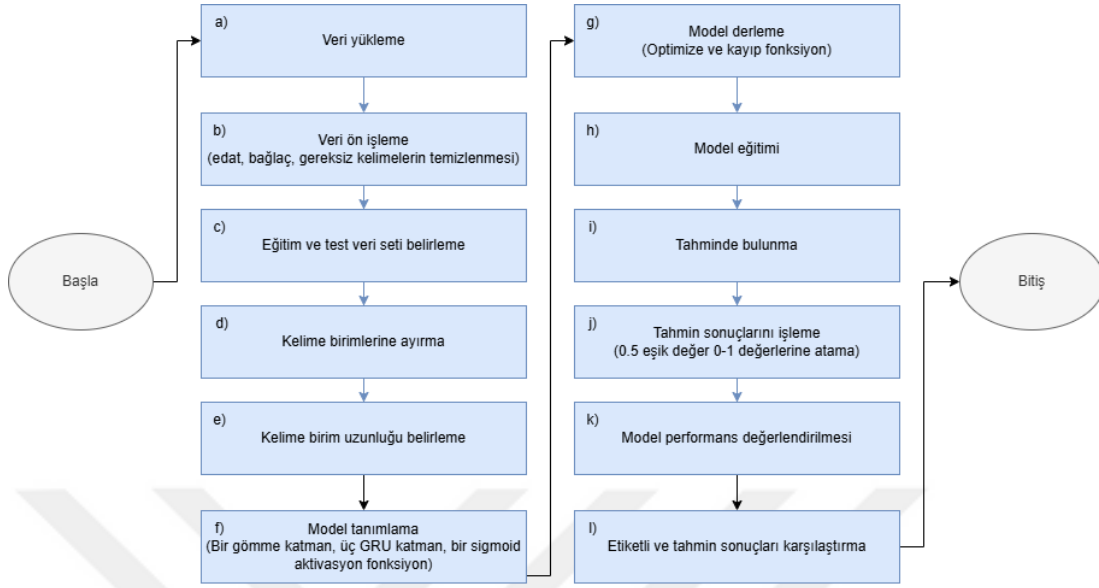 Başla
a)
Veri yükleme
b)
Veri ön işleme
(edat, bağlaç, gereksiz kelimelerin temizlenmesi)
c)
Eğitim ve test veri seti belirleme
d)
Kelime birimlerine ayırma
e)
Kelime birim uzunluğu belirleme
f)
Model tanımlama
(Bir gömme katman, üç GRU katman, bir sigmoid
aktivasyon fonksiyon)
g)
Model derleme
(Optimize ve kayıp fonksiyon)
h)
Model eğitimi
i)
Tahminde bulunma
j)
Tahmin sonuçlarını işleme
(0.5 eşik değer 0-1 değerlerine atama)
k)
Model performans değerlendirilmesi
l)
Etiketli ve tahmin sonuçları karşılaştırma
Bitiş